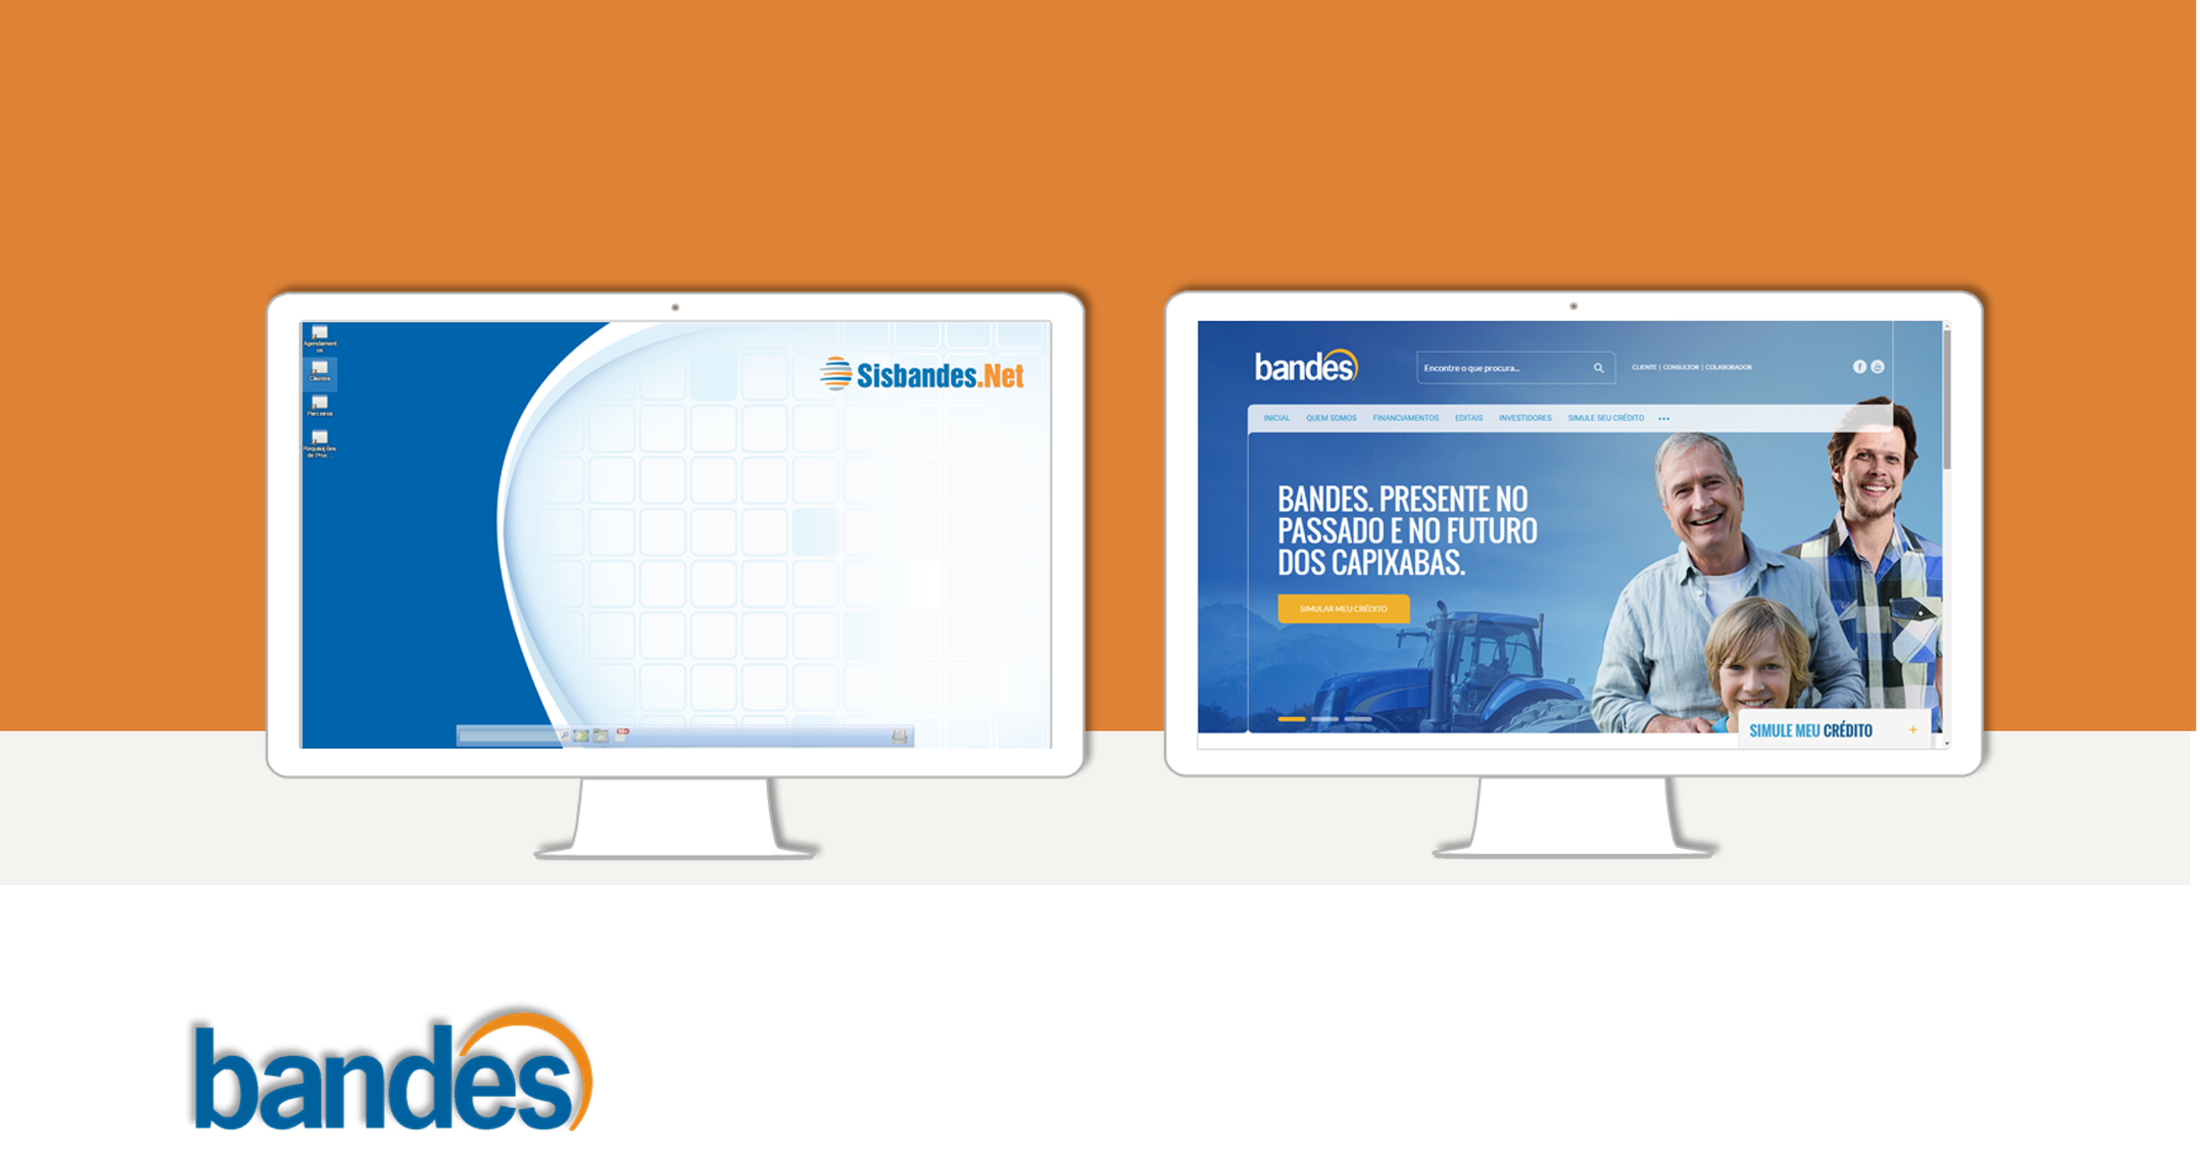 Agendament
os
Clientes
Parceiros
Requisições
de Proc...
Sisbandes.Net
bandes
Encontre o que procura...
CLIENTE | CONSULTOR | COLABORADOR
INICIAL QUEM SOMOS FINANCIAMENTOS EDITAIS INVESTIDORES SIMULE SEU CRÉDITO •••
BANDES. PRESENTE NO
PASSADO E NO FUTURO
DOS CAPIXABAS.
SIMULAR MEU CRÉDITO
SIMULE MEU CRÉDITO +
bandes